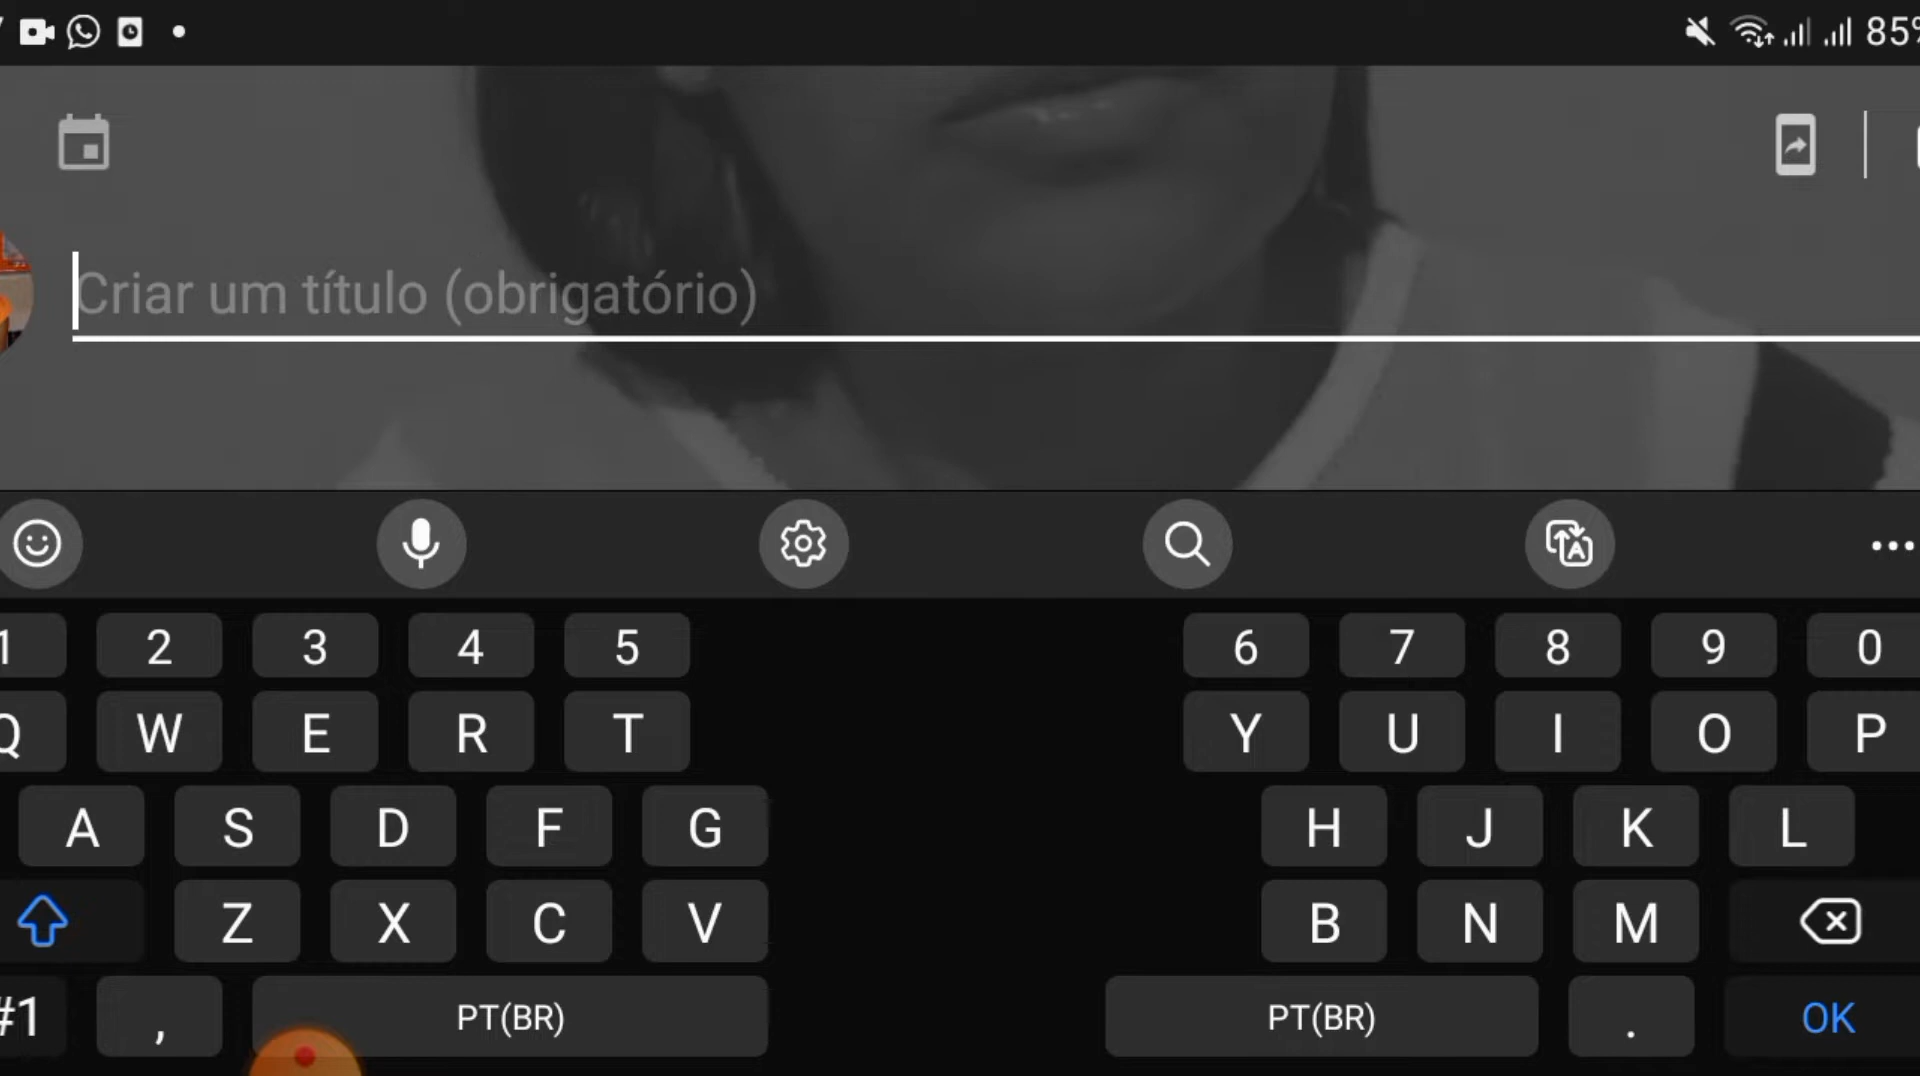 85%
Criar um título (obrigatório)
1 2 3 4 5 6 7 8 9 0
Q W E R T Y U I O P
A S D F G H J K L
Z X C V B N M
#1 , PT(BR) PT(BR) . OK